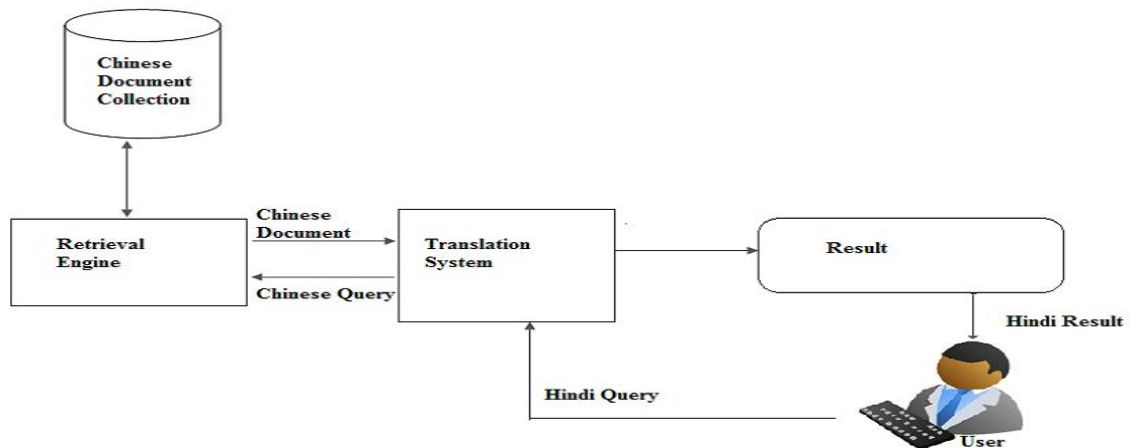 Chinese
Document
Collection
Retrieval
Engine
Chinese
Document
Chinese Query
Translation
System
Result
Hindi Result
Hindi Query
User